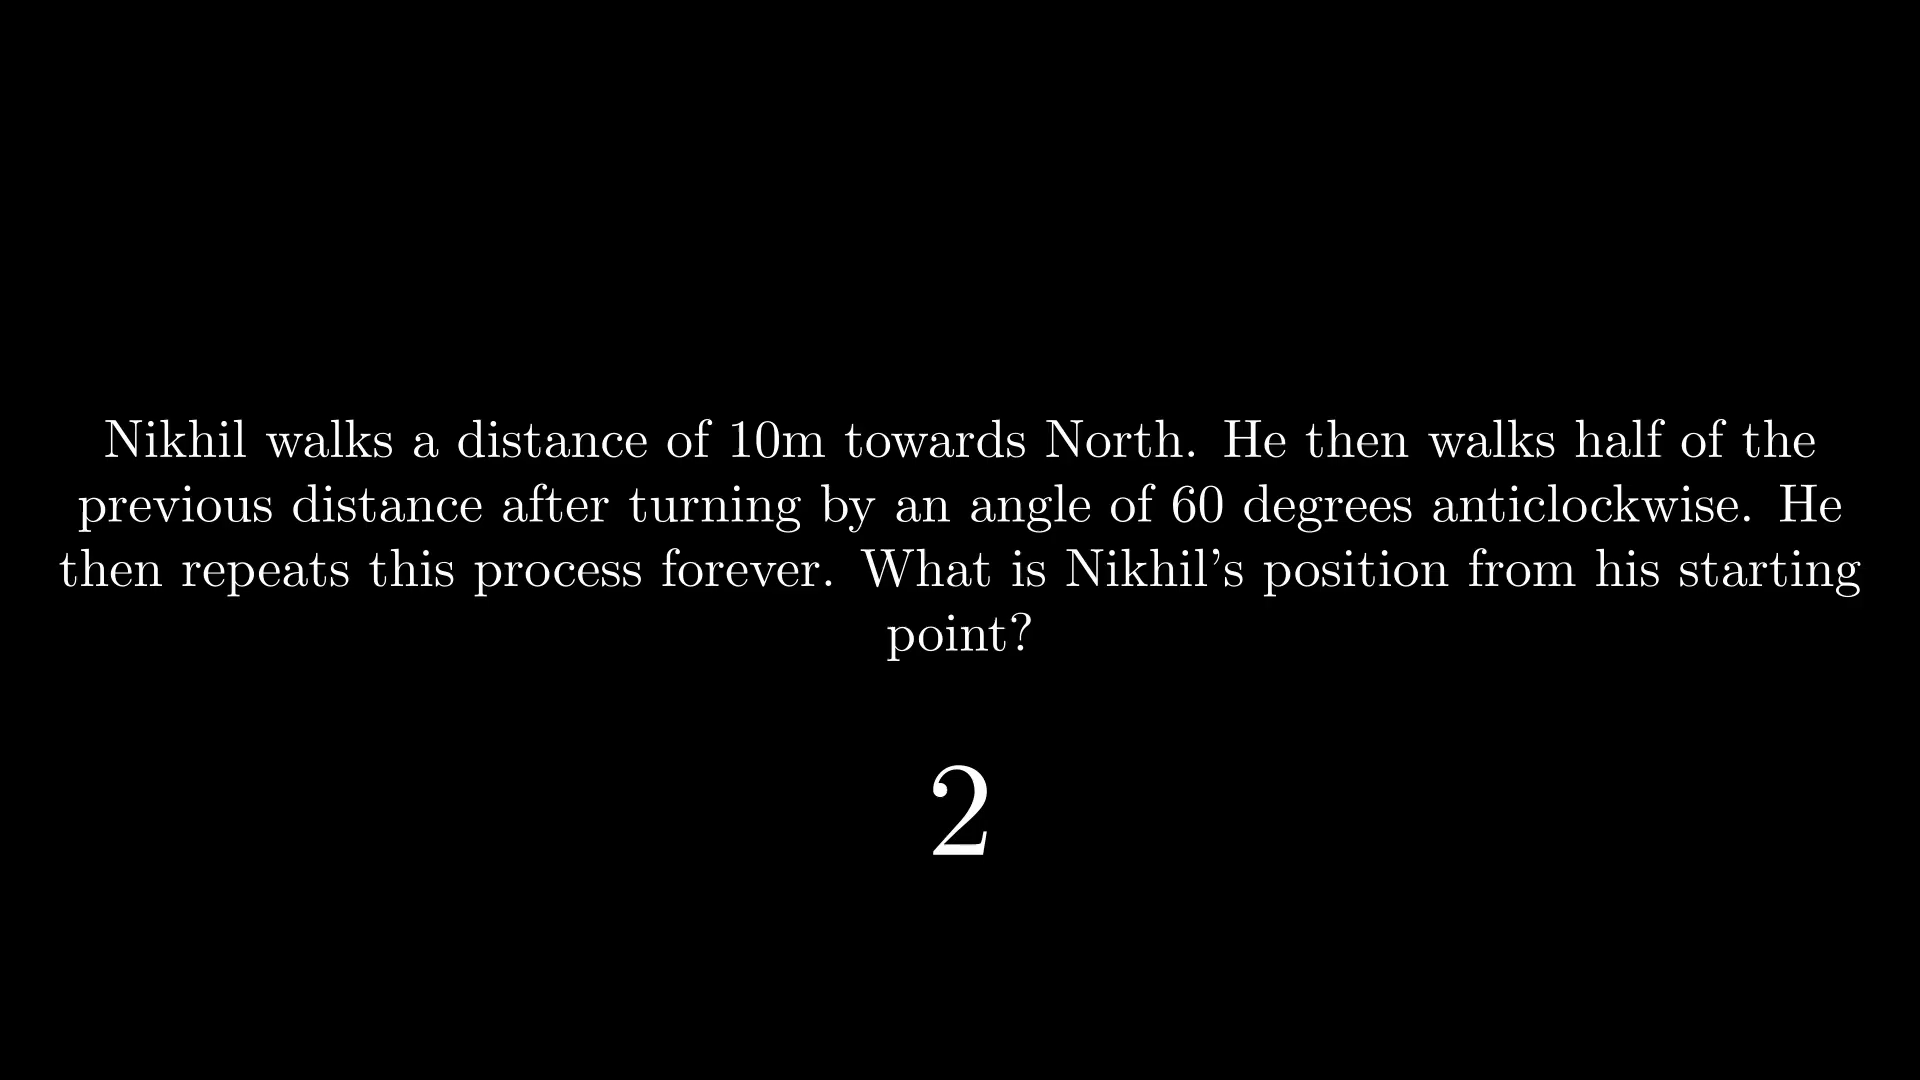 Nikhil walks a distance of 10m towards North. He then walks half of the
previous distance after turning by an angle of 60 degrees anticlockwise. He
then repeats this process forever. What is Nikhil's position from his starting
point?
2